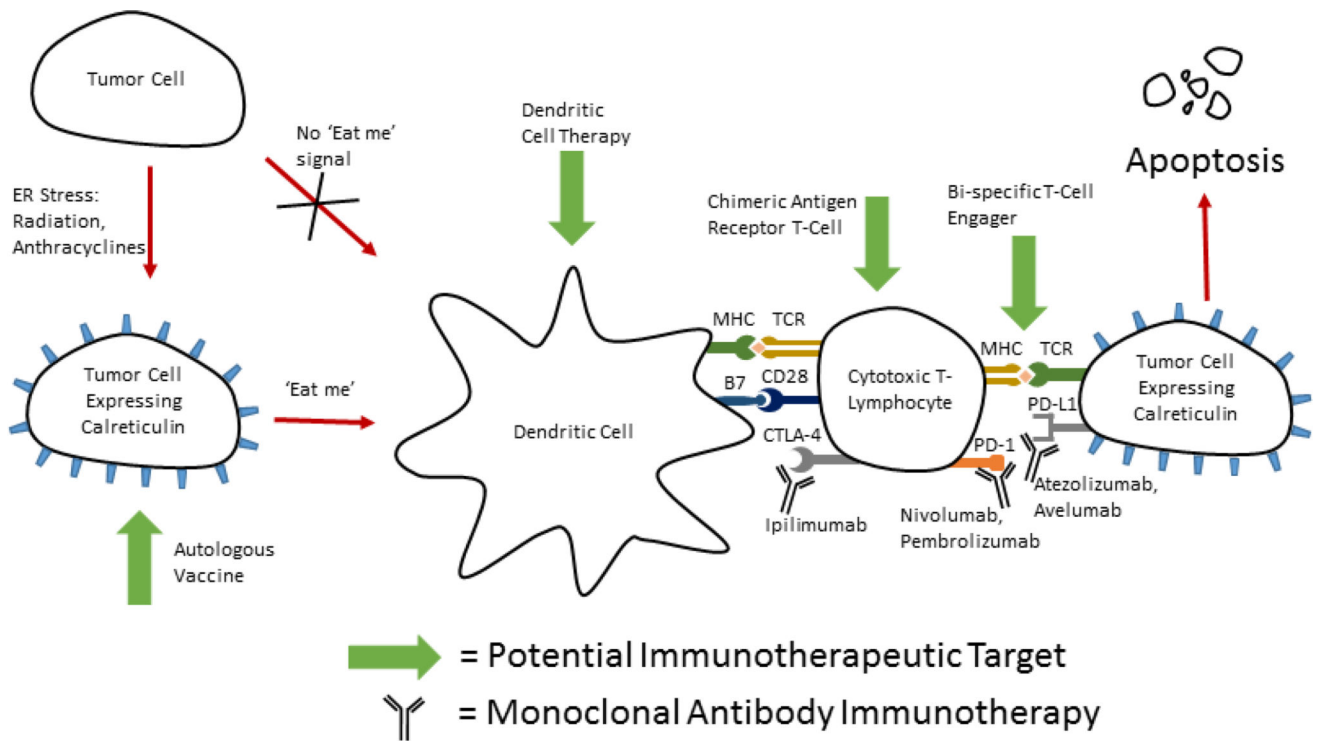 Tumor Cell
No ‘Eat me’
signal
ER Stress:
Radiation,
Anthracyclines
Tumor Cell
Expressing
Calreticulin
‘Eat me’
Autologous
Vaccine
Dendritic
Cell Therapy
Dendritic Cell
Chimeric Antigen
Receptor T-Cell
MHC TCR
B7 CD28
CTLA-4
Ipilimumab
Cytotoxic T-
Lymphocyte
Bi-specific T-Cell
Engager
MHC TCR
PD-L1
PD-1
Nivolumab,
Pembrolizumab
Atezolizumab,
Avelumab
Tumor Cell
Expressing
Calreticulin
Apoptosis
= Potential Immunotherapeutic Target
= Monoclonal Antibody Immunotherapy